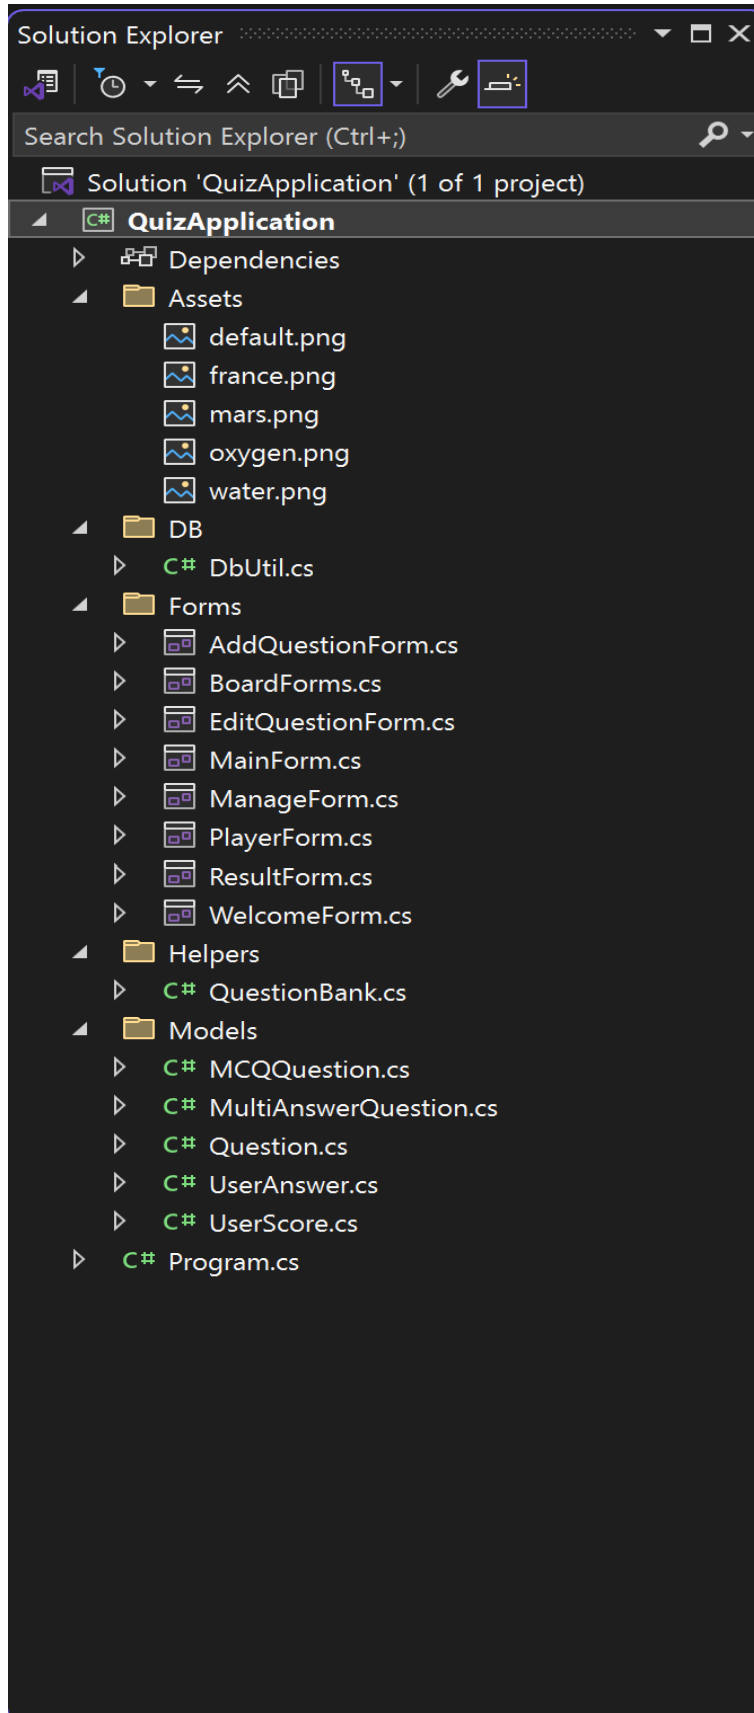 Solution Explorer
Search Solution Explorer (Ctrl+;)
Solution 'QuizApplication' (1 of 1 project)
C# QuizApplication
Dependencies
Assets
default.png
france.png
mars.png
oxygen.png
water.png
DB
C# DbUtil.cs
Forms
AddQuestionForm.cs
BoardForms.cs
EditQuestionForm.cs
MainForm.cs
ManageForm.cs
PlayerForm.cs
ResultForm.cs
WelcomeForm.cs
Helpers
C# QuestionBank.cs
Models
C# MCQQuestion.cs
C# MultiAnswerQuestion.cs
C# Question.cs
C# UserAnswer.cs
C# UserScore.cs
C# Program.cs